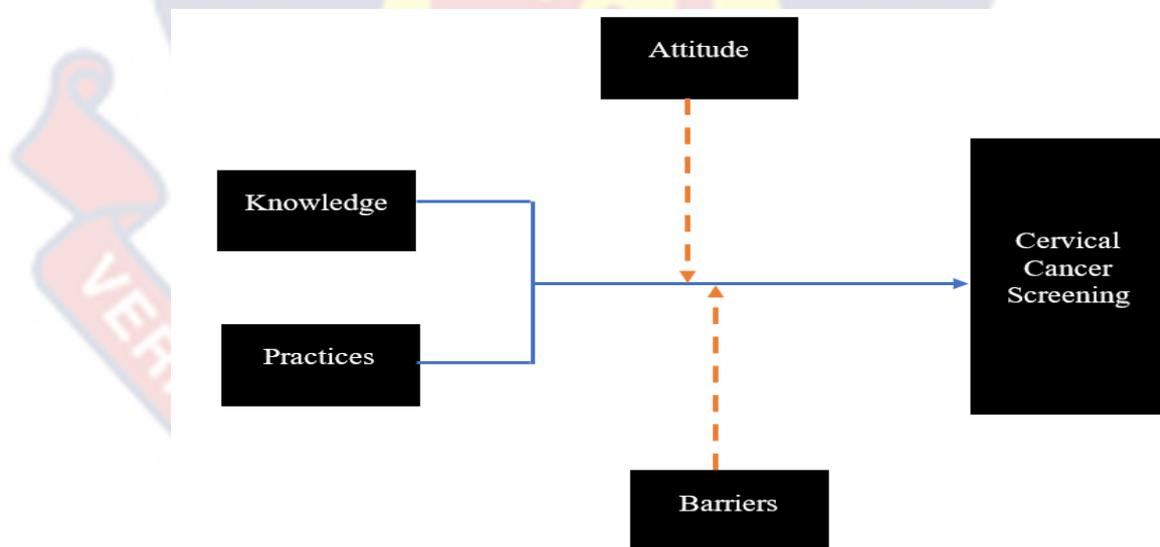 Attitude
Knowledge
Cervical
Cancer
Screening
Practices
Barriers